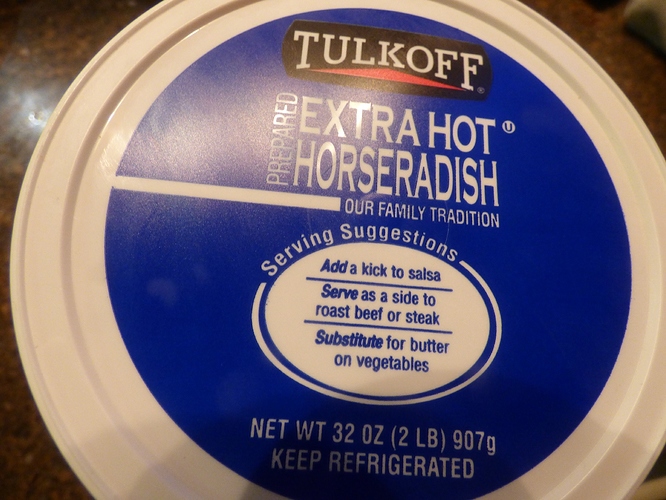 TULKOFF®
PREPARED
EXTRA HOT Ⓤ
HORSERADISH
OUR FAMILY TRADITION
Serving Suggestions
Add a kick to salsa
Serve as a side to
roast beef or steak
Substitute for butter
on vegetables
NET WT 32 OZ (2 LB) 907g
KEEP REFRIGERATED